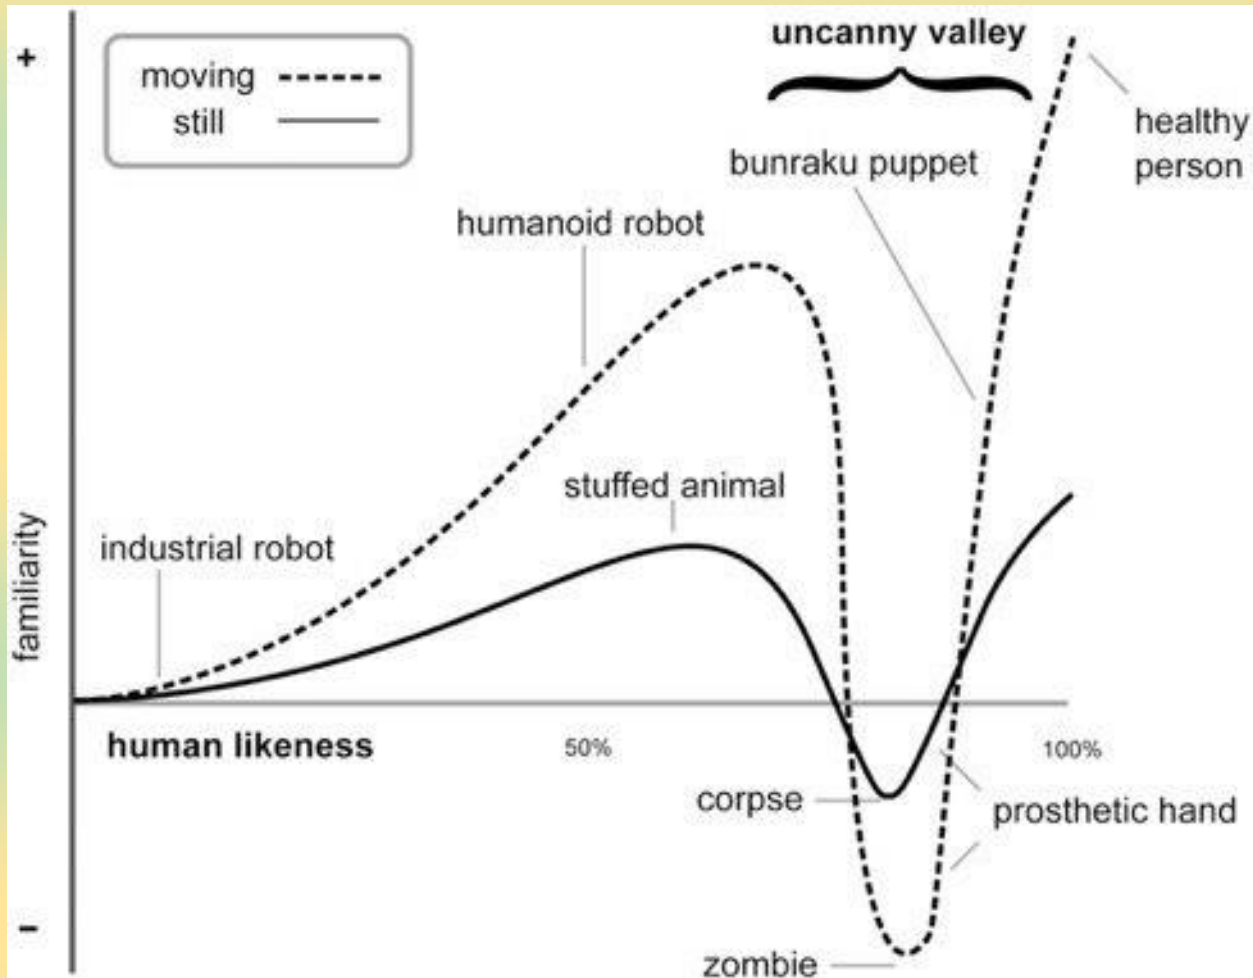 +
moving
still
uncanny valley
healthy
person
bunraku puppet
humanoid robot
stuffed animal
industrial robot
familiarity
human likeness
50%
100%
corpse
prosthetic hand
–
zombie